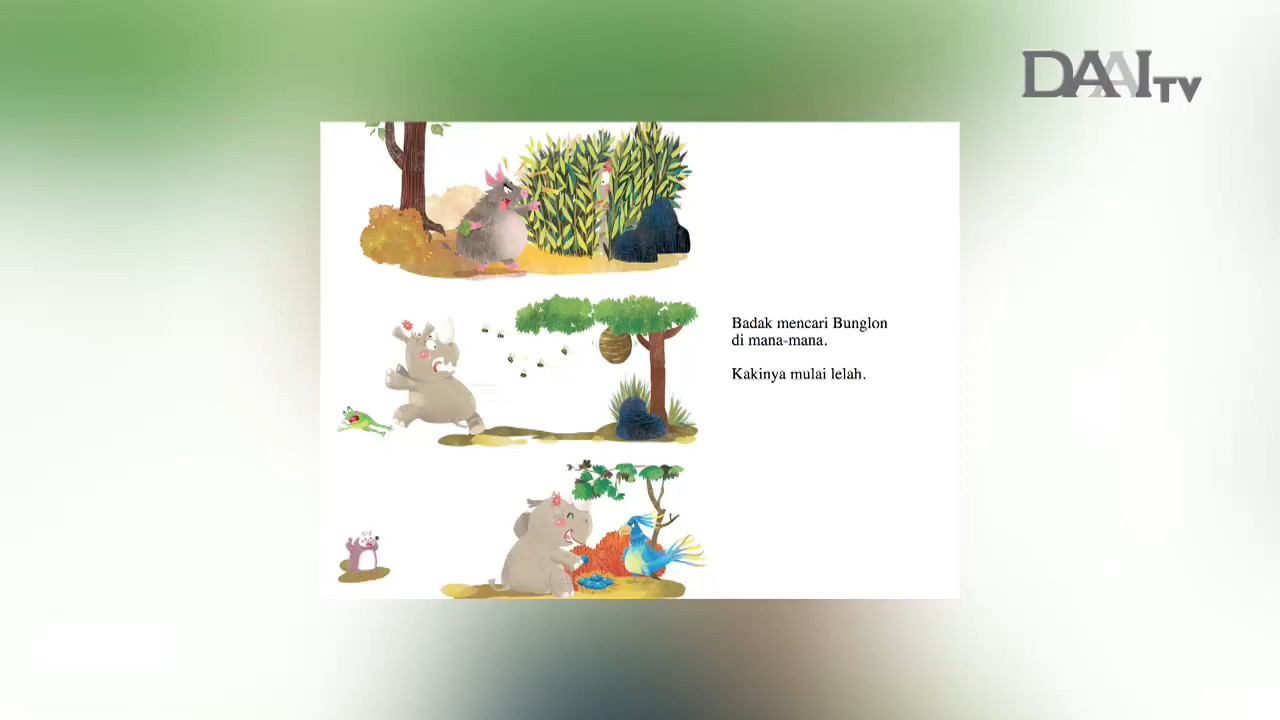 DAAI TV
Badak mencari Bunglon
di mana-mana.
Kakinya mulai lelah.